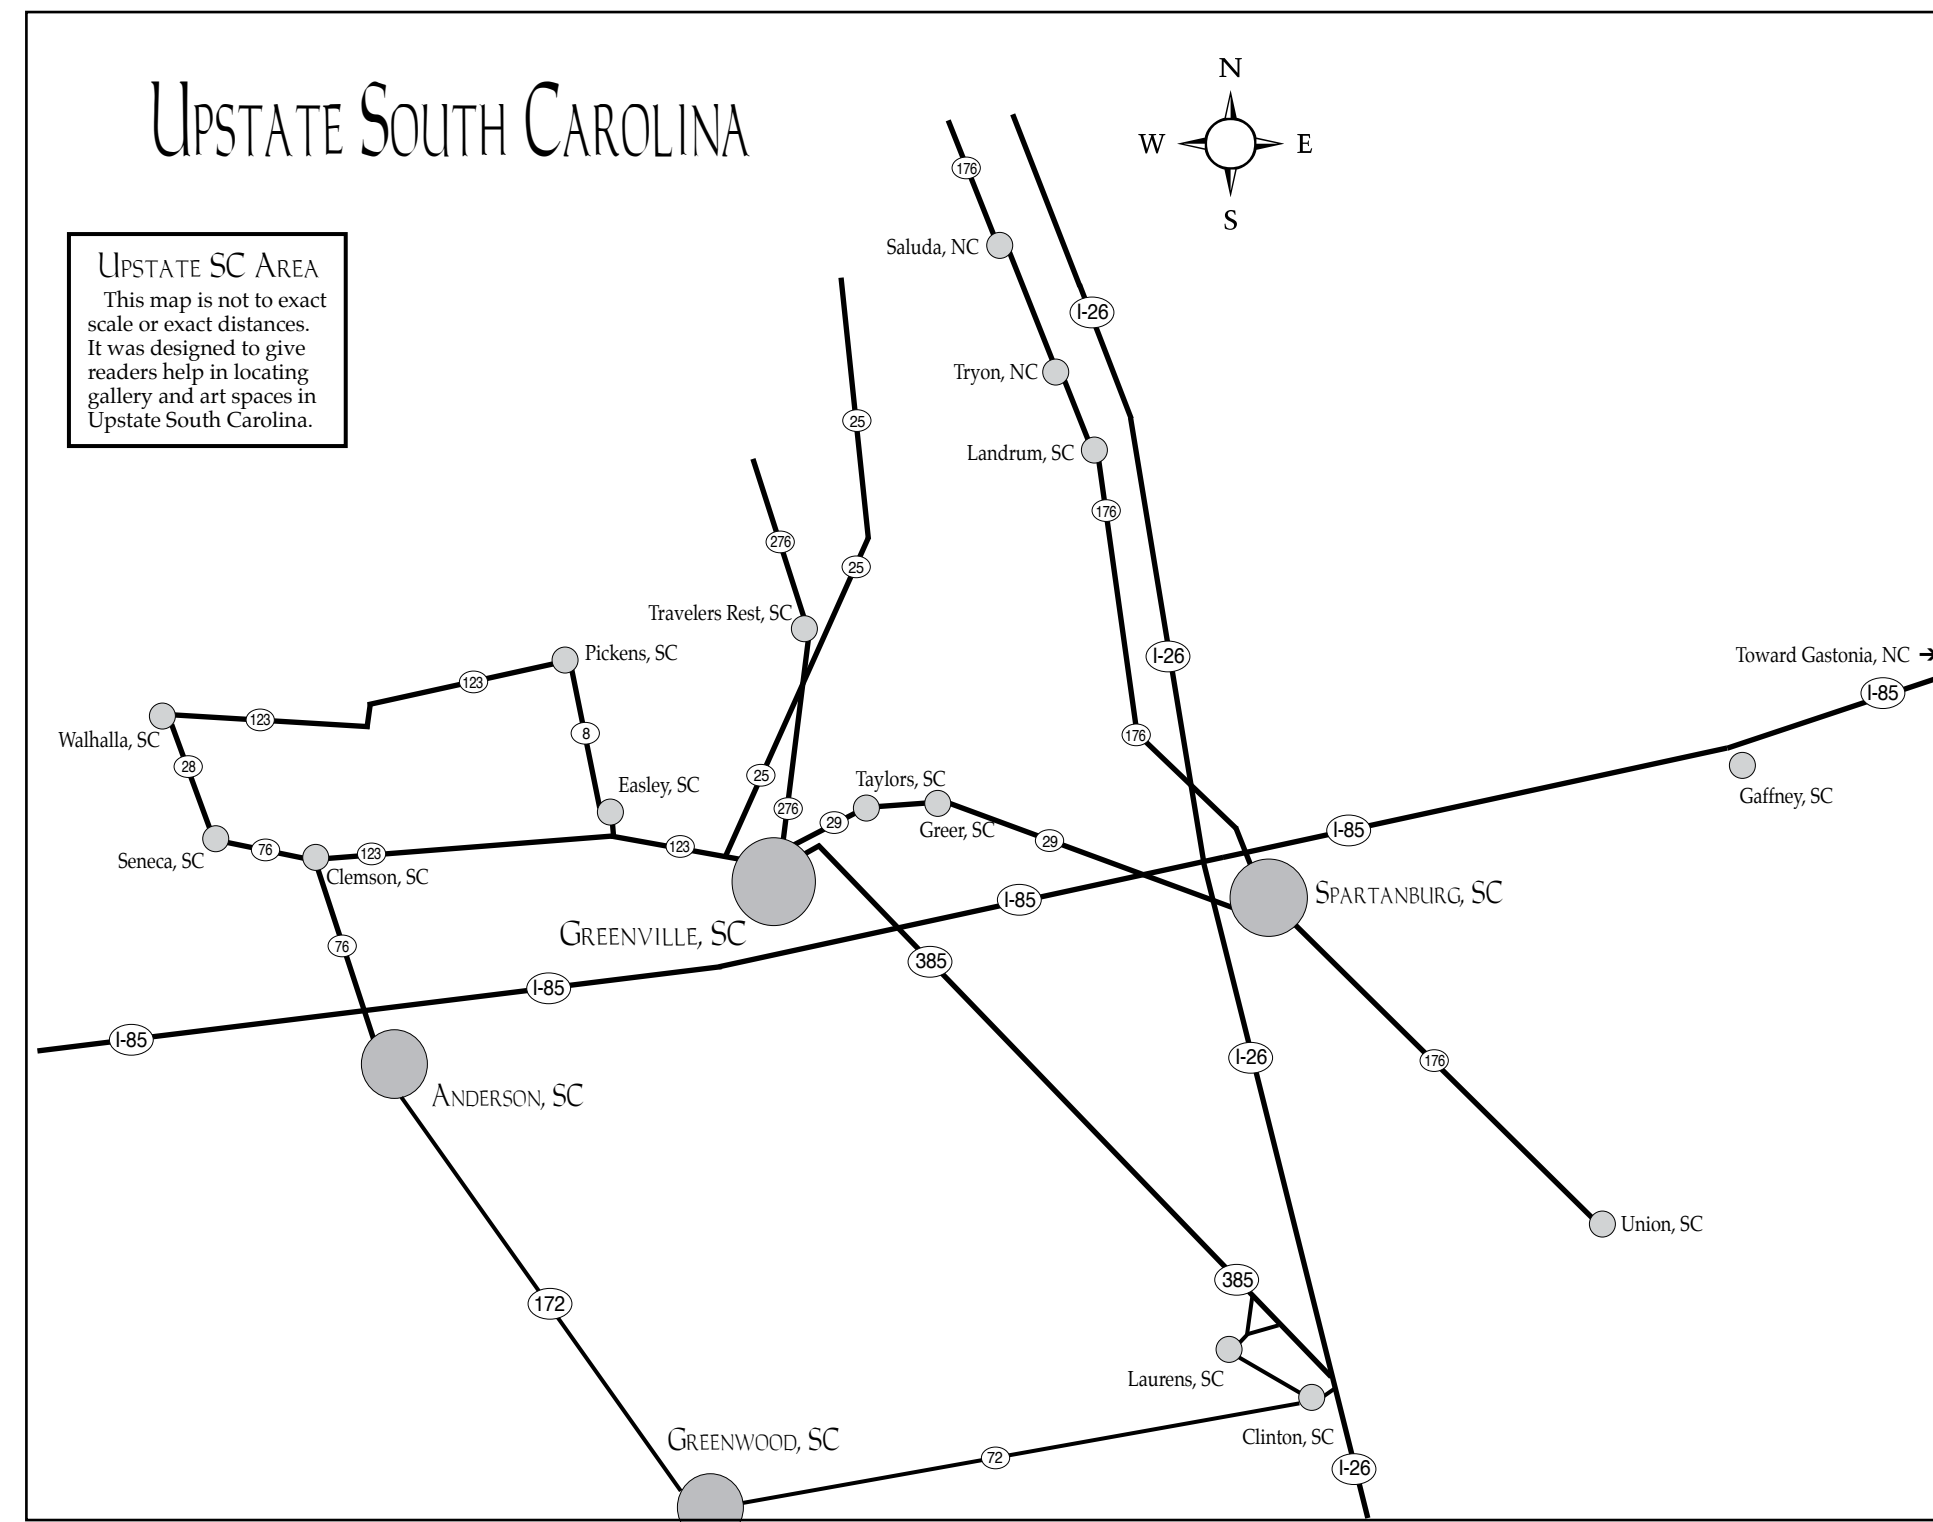 UPSTATE SOUTH CAROLINA
N
W
E
S
176
UPSTATE SC AREA
This map is not to exact
scale or exact distances.
It was designed to give
readers help in locating
gallery and art spaces in
Upstate South Carolina.
Saluda, NC
I-26
Tryon, NC
25
Landrum, SC
176
276
25
Travelers Rest, SC
Pickens, SC
I-26
Toward Gastonia, NC ➔
123
I-85
123
Walhalla, SC
8
176
28
25
Taylors, SC
Easley, SC
Gaffney, SC
276
29
Greer, SC
I-85
29
Seneca, SC
76
123
123
Clemson, SC
SPARTANBURG, SC
I-85
GREENVILLE, SC
76
385
I-85
I-85
I-26
176
ANDERSON, SC
Union, SC
385
172
Laurens, SC
Clinton, SC
GREENWOOD, SC
72
I-26